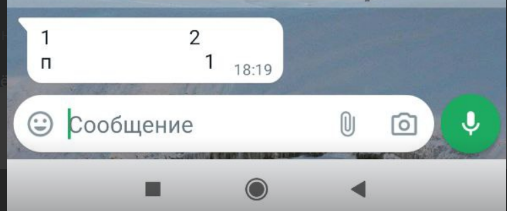 1 2
п 1 18:19
Сообщение